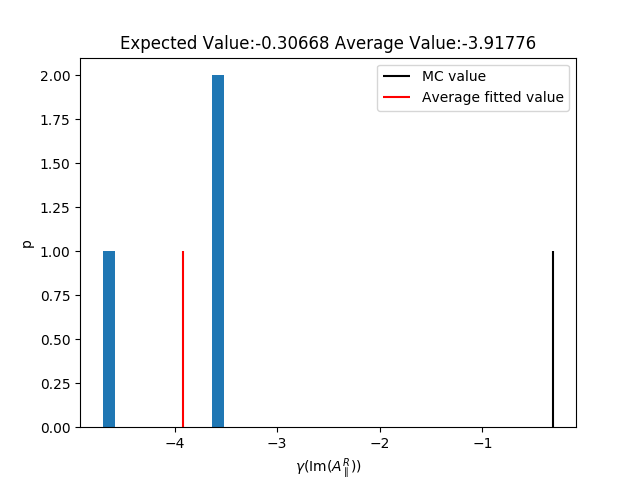 Expected Value:-0.30668 Average Value:-3.91776
MC value
Average fitted value
2.00
1.75
1.50
1.25
1.00
0.75
0.50
0.25
0.00
p
−4
−3
−2
−1
γ(Im(A∥^R))